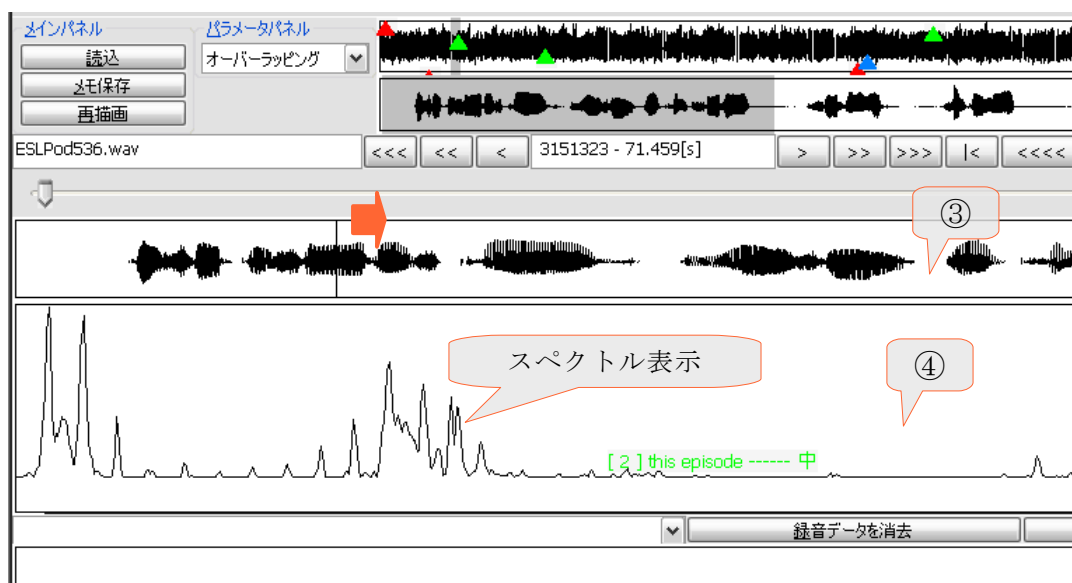 メインパネル
読込
メモ保存
再描画
パラメータパネル
オーバーラッピング
ESLPod536.wav
<<<
<<
<
3151323 - 71.459[s]
>
>>
>>>
|<
<<<<
③
スペクトル表示
④
[ 2 ] this episode ------ 中
録音データを消去